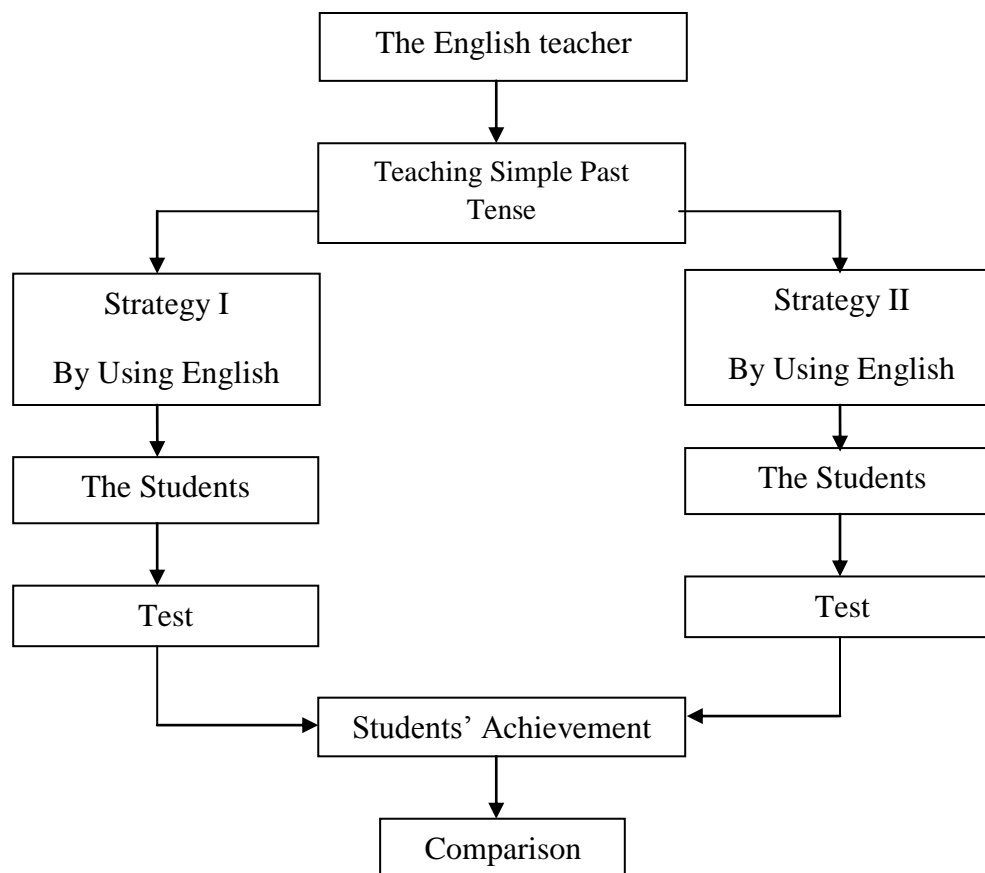 The English teacher
Teaching Simple Past
Tense
Strategy I
By Using English
Strategy II
By Using English
The Students
The Students
Test
Test
Students’ Achievement
Comparison